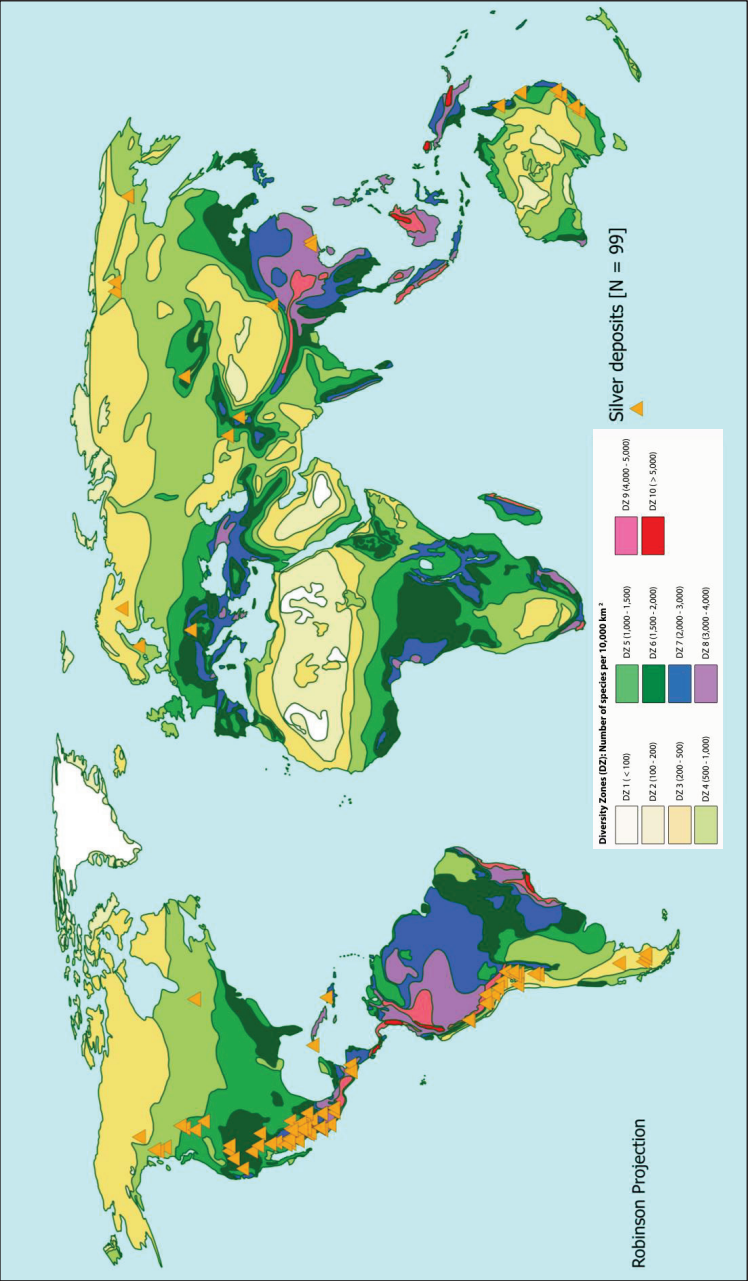 Silver deposits [N = 99]
Diversity Zones (DZ): Number of species per 10,000 km²
DZ 1 (< 100)
DZ 2 (100 - 200)
DZ 3 (200 - 500)
DZ 4 (500 - 1,000)
DZ 5 (1,000 - 1,500)
DZ 6 (1,500 - 2,000)
DZ 7 (2,000 - 3,000)
DZ 8 (3,000 - 4,000)
DZ 9 (4,000 - 5,000)
DZ 10 (> 5,000)
Robinson Projection